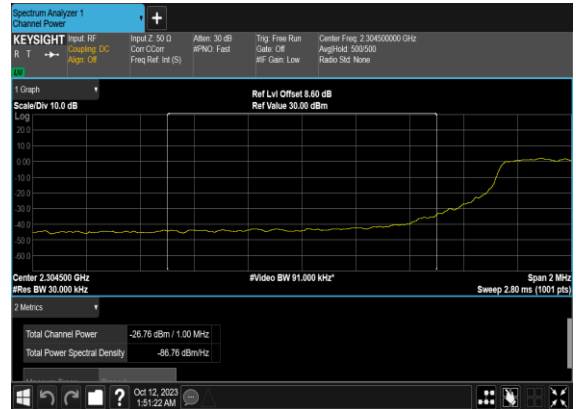 Spectrum Analyzer 1
Channel Power
+
KEYSIGHT Input: RF Input Z: 50 Ω Atten: 30 dB Trig: Free Run Center Freq: 2.304500000 GHz
R T Coupling: DC Corr CCorr #PNO: Fast Gate: Off Avg|Hold: 500/500
Align: Off Freq Ref: Int (S) #IF Gain: Low Radio Std: None
LXI
1 Graph
Ref Lvl Offset 8.60 dB
Scale/Div 10.0 dB Ref Value 30.00 dBm
Log
20.0
10.0
0.00
-10.0
-20.0
-30.0
-40.0
-50.0
-60.0
Center 2.304500 GHz #Video BW 91.000 kHz* Span 2 MHz
#Res BW 30.000 kHz Sweep 2.80 ms (1001 pts)
2 Metrics
Total Channel Power -26.76 dBm / 1.00 MHz
Total Power Spectral Density -86.76 dBm/Hz
? Oct 12, 2023
1:51:22 AM